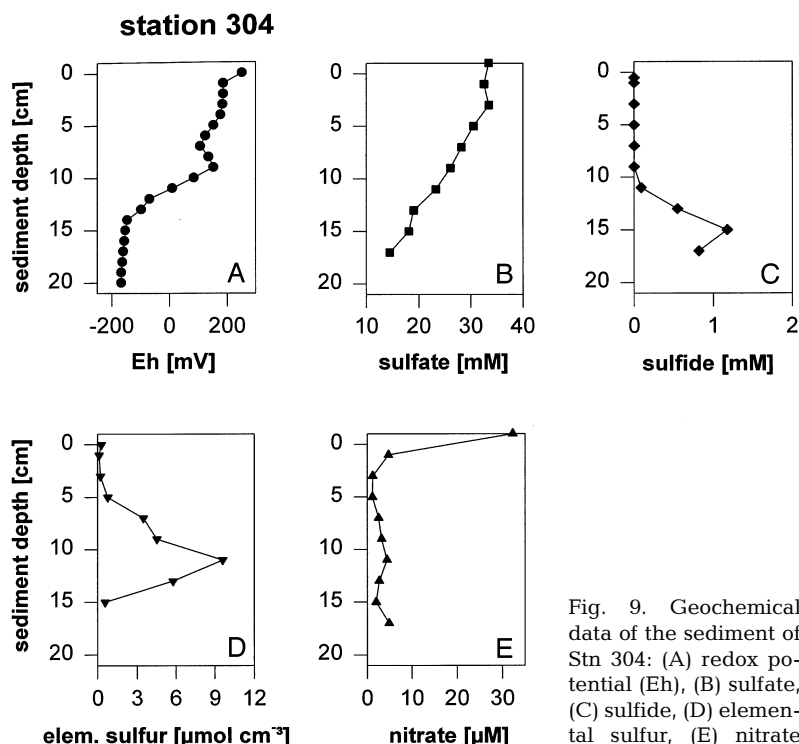 station 304
sediment depth [cm]
0
5
10
15
20
A
-200 0 200
Eh [mV]
B
10 20 30 40
sulfate [mM]
0
5
10
15
20
C
0 1 2
sulfide [mM]
0
5
10
15
20
sediment depth [cm]
0
5
10
15
20
D
0 3 6 9 12
elem. sulfur [µmol cm⁻³]
0
5
10
15
20
E
0 10 20 30
nitrate [µM]
Fig. 9. Geochemical
data of the sediment of
Stn 304: (A) redox po-
tential (Eh), (B) sulfate,
(C) sulfide, (D) elemen-
tal sulfur, (E) nitrate